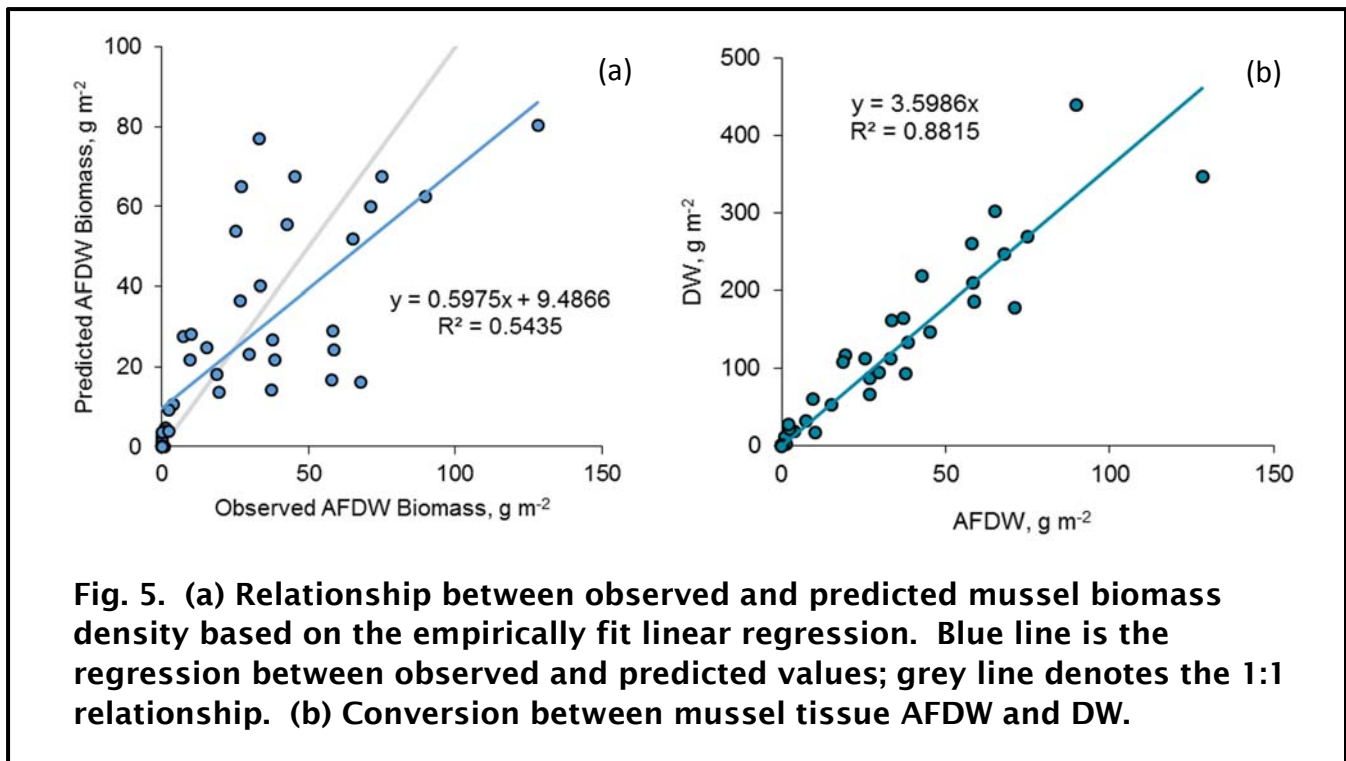 (a)
100
80
60
40
20
0
Predicted AFDW Biomass, g m-2
y = 0.5975x + 9.4866
R² = 0.5435
0 50 100 150
Observed AFDW Biomass, g m-2
(b)
500
400
300
200
100
0
DW, g m-2
y = 3.5986x
R² = 0.8815
0 50 100 150
AFDW, g m-2
Fig. 5. (a) Relationship between observed and predicted mussel biomass
density based on the empirically fit linear regression. Blue line is the
regression between observed and predicted values; grey line denotes the 1:1
relationship. (b) Conversion between mussel tissue AFDW and DW.